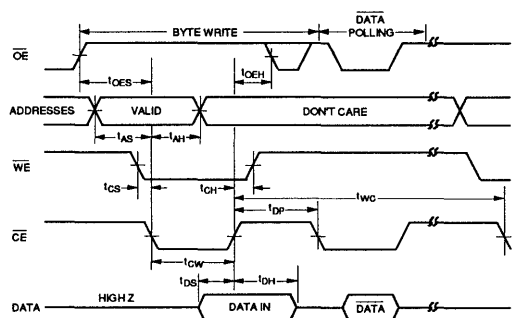 BYTE WRITE
DATA
POLLING
OE
tOES
tOEH
ADDRESSES
VALID
DON'T CARE
tAS
tAH
WE
tCS
tCH
tWC
tDP
CE
tCW
tDS
tDH
DATA
HIGH Z
DATA IN
DATA